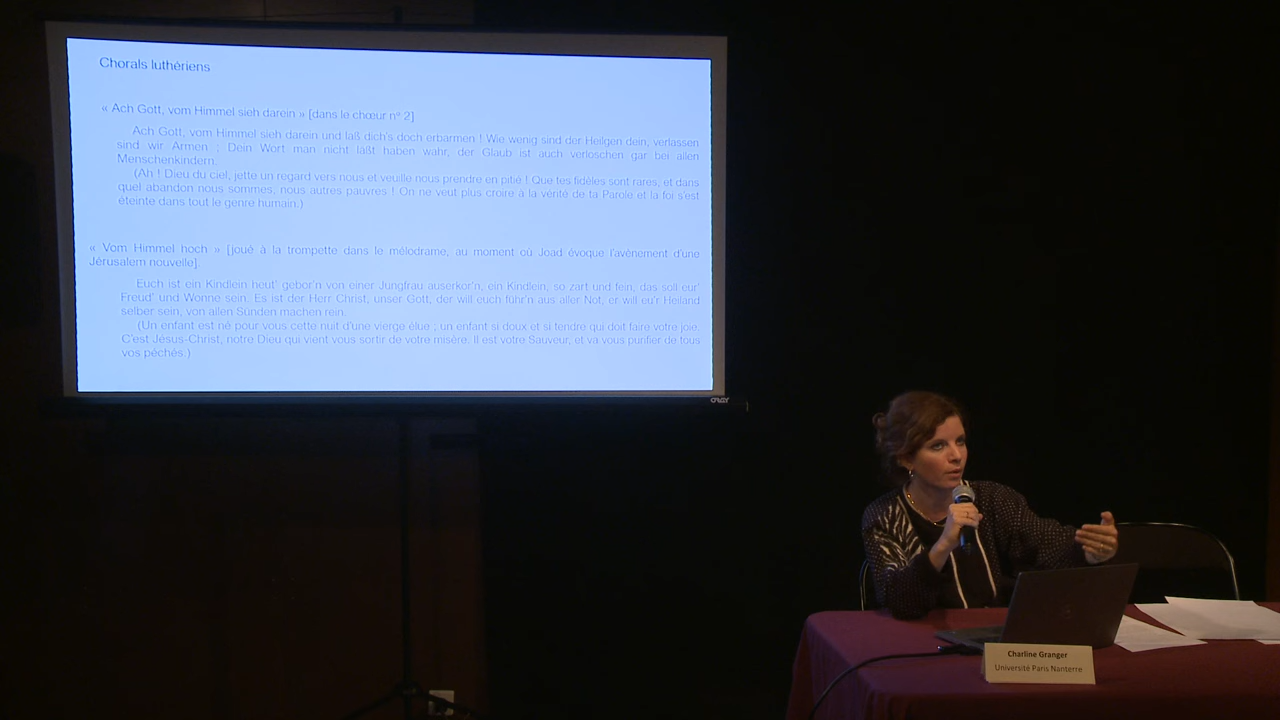 Chorals luthériens
« Ach Gott, vom Himmel sieh darein » [dans le chœur nº 2]
Ach Gott, vom Himmel sieh darein und laß dich's doch erbarmen ! Wie wenig sind der Heilgen dein, verlassen
sind wir Armen ; Dein Wort man nicht läßt haben wahr, der Glaub ist auch verloschen gar bei allen
Menschenkindern.
(Ah ! Dieu du ciel, jette un regard vers nous et veuille nous prendre en pitié ! Que tes fidèles sont rares, et dans
quel abandon nous sommes, nous autres pauvres ! On ne veut plus croire à la vérité de ta Parole et la foi s'est
éteinte dans tout le genre humain.)
« Vom Himmel hoch » [joué à la trompette dans le mélodrame, au moment où Joad évoque l'avènement d'une
Jérusalem nouvelle].
Euch ist ein Kindlein heut' gebor'n von einer Jungfrau auserkor'n, ein Kindlein, so zart und fein, das soll eur'
Freud' und Wonne sein. Es ist der Herr Christ, unser Gott, der will euch führ'n aus aller Not, er will eu'r Heiland
selber sein, von allen Sünden machen rein.
(Un enfant est né pour vous cette nuit d'une vierge élue ; un enfant si doux et si tendre qui doit faire votre joie.
C'est Jésus-Christ, notre Dieu qui vient vous sortir de votre misère. Il est votre Sauveur, et va vous purifier de tous
vos péchés.)
ORAY
Charline Granger
Université Paris Nanterre